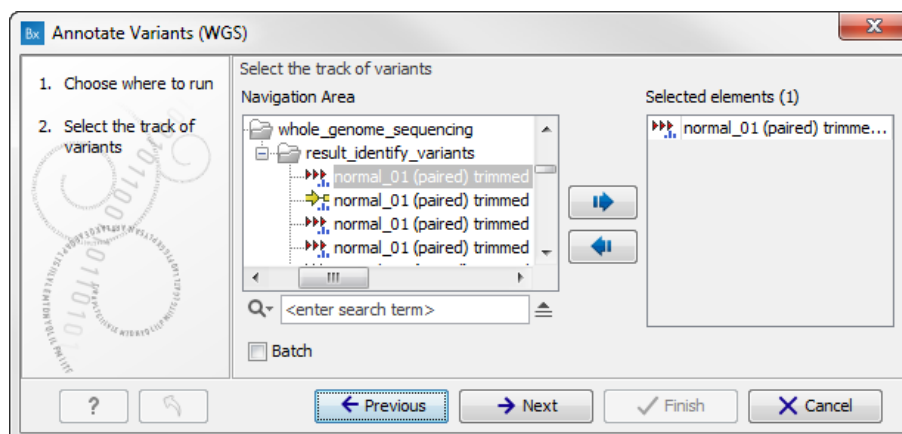 Bx Annotate Variants (WGS)
1. Choose where to run
2. Select the track of
variants
Select the track of variants
Navigation Area
whole_genome_sequencing
result_identify_variants
normal_01 (paired) trimmed
normal_01 (paired) trimmed
normal_01 (paired) trimmed
normal_01 (paired) trimmed
<enter search term>
Batch
Selected elements (1)
normal_01 (paired) trimme...
? Previous Next Finish Cancel